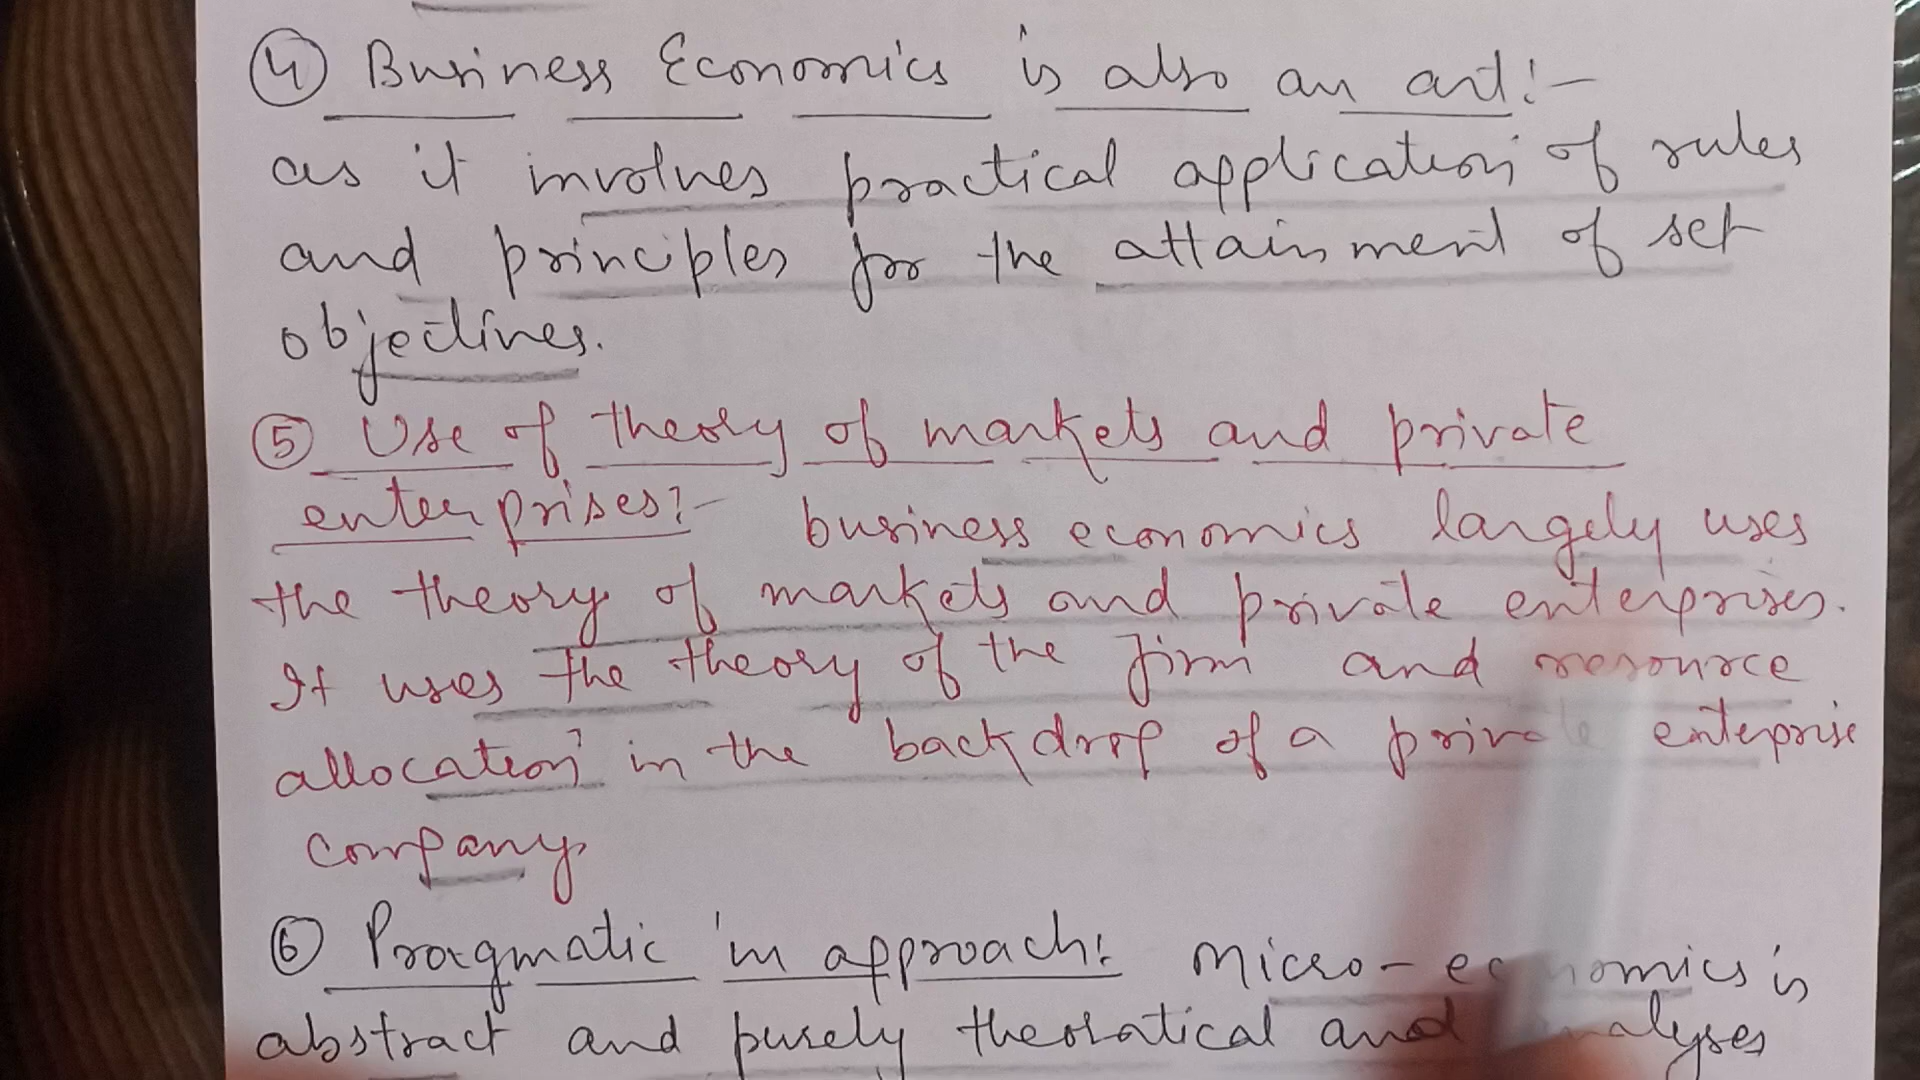 ④ Business Economics is also an art:-
as it involves practical application of rules
and principles for the attainment of set
objectives.
⑤ Use of theory of markets and private
enterprises:- business economics largely uses
the theory of markets and private enterprises.
It uses the theory of the firm and resource
allocation in the backdrop of a private enterprise
company.
⑥ Pragmatic in approach: Micro-economics is
abstract and purely theoratical and analyses